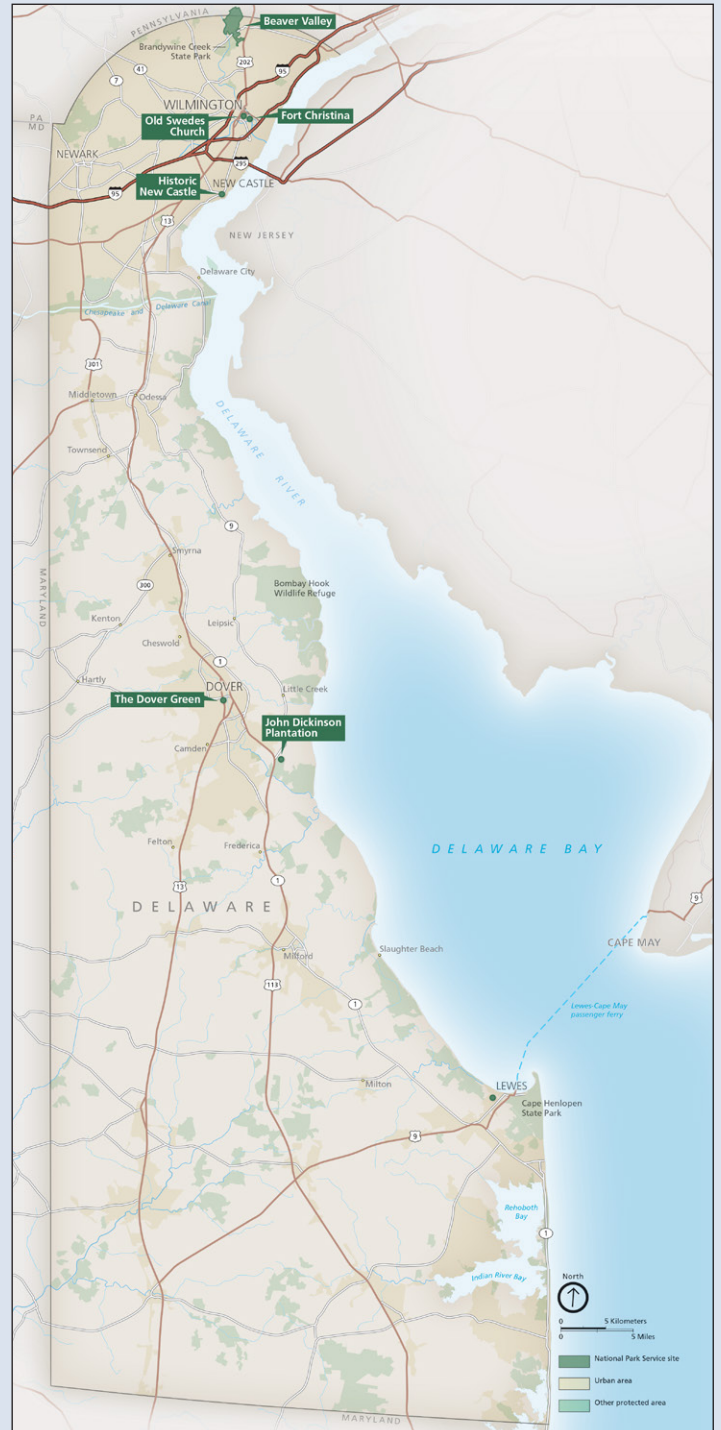 PENNSYLVANIA
Beaver Valley
Brandywine Creek
State Park
202
41
7
95
WILMINGTON
PA
MD
Old Swedes
Church
Fort Christina
NEWARK
295
Historic
New Castle
NEW CASTLE
95
13
NEW JERSEY
Delaware City
Chesapeake and Delaware Canal
301
Middletown
Odessa
DELAWARE RIVER
Townsend
9
Smyrna
MARYLAND
300
Bombay Hook
Wildlife Refuge
Kenton
Leipsic
Cheswold
1
Hartly
DOVER
Little Creek
The Dover Green
John Dickinson
Plantation
Camden
Felton
Frederica
DELAWARE BAY
13
1
9
DELAWARE
CAPE MAY
Milford
Slaughter Beach
113
1
Lewes-Cape May
passenger ferry
Milton
LEWES
Cape Henlopen
State Park
9
Rehoboth
Bay
1
Indian River Bay
North
0 5 Kilometers
0 5 Miles
National Park Service site
Urban area
Other protected area
MARYLAND